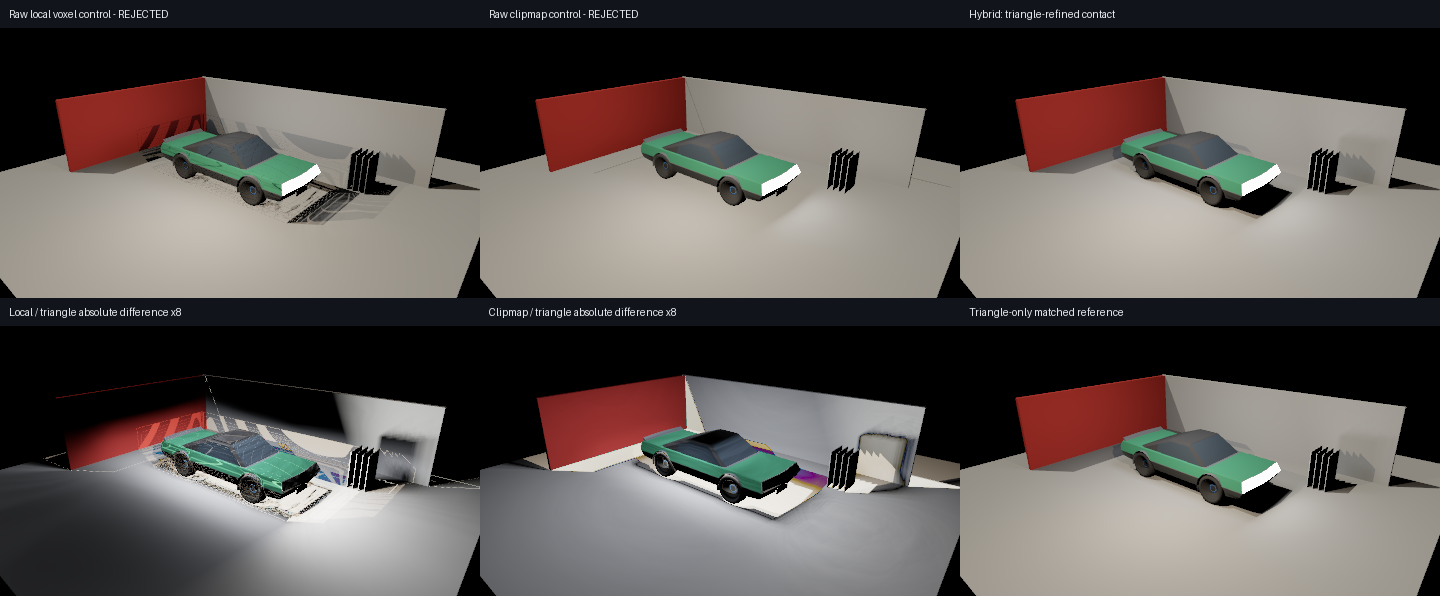 Raw local voxel control - REJECTED
Raw clipmap control - REJECTED
Hybrid: triangle-refined contact
Local / triangle absolute difference x8
Clipmap / triangle absolute difference x8
Triangle-only matched reference